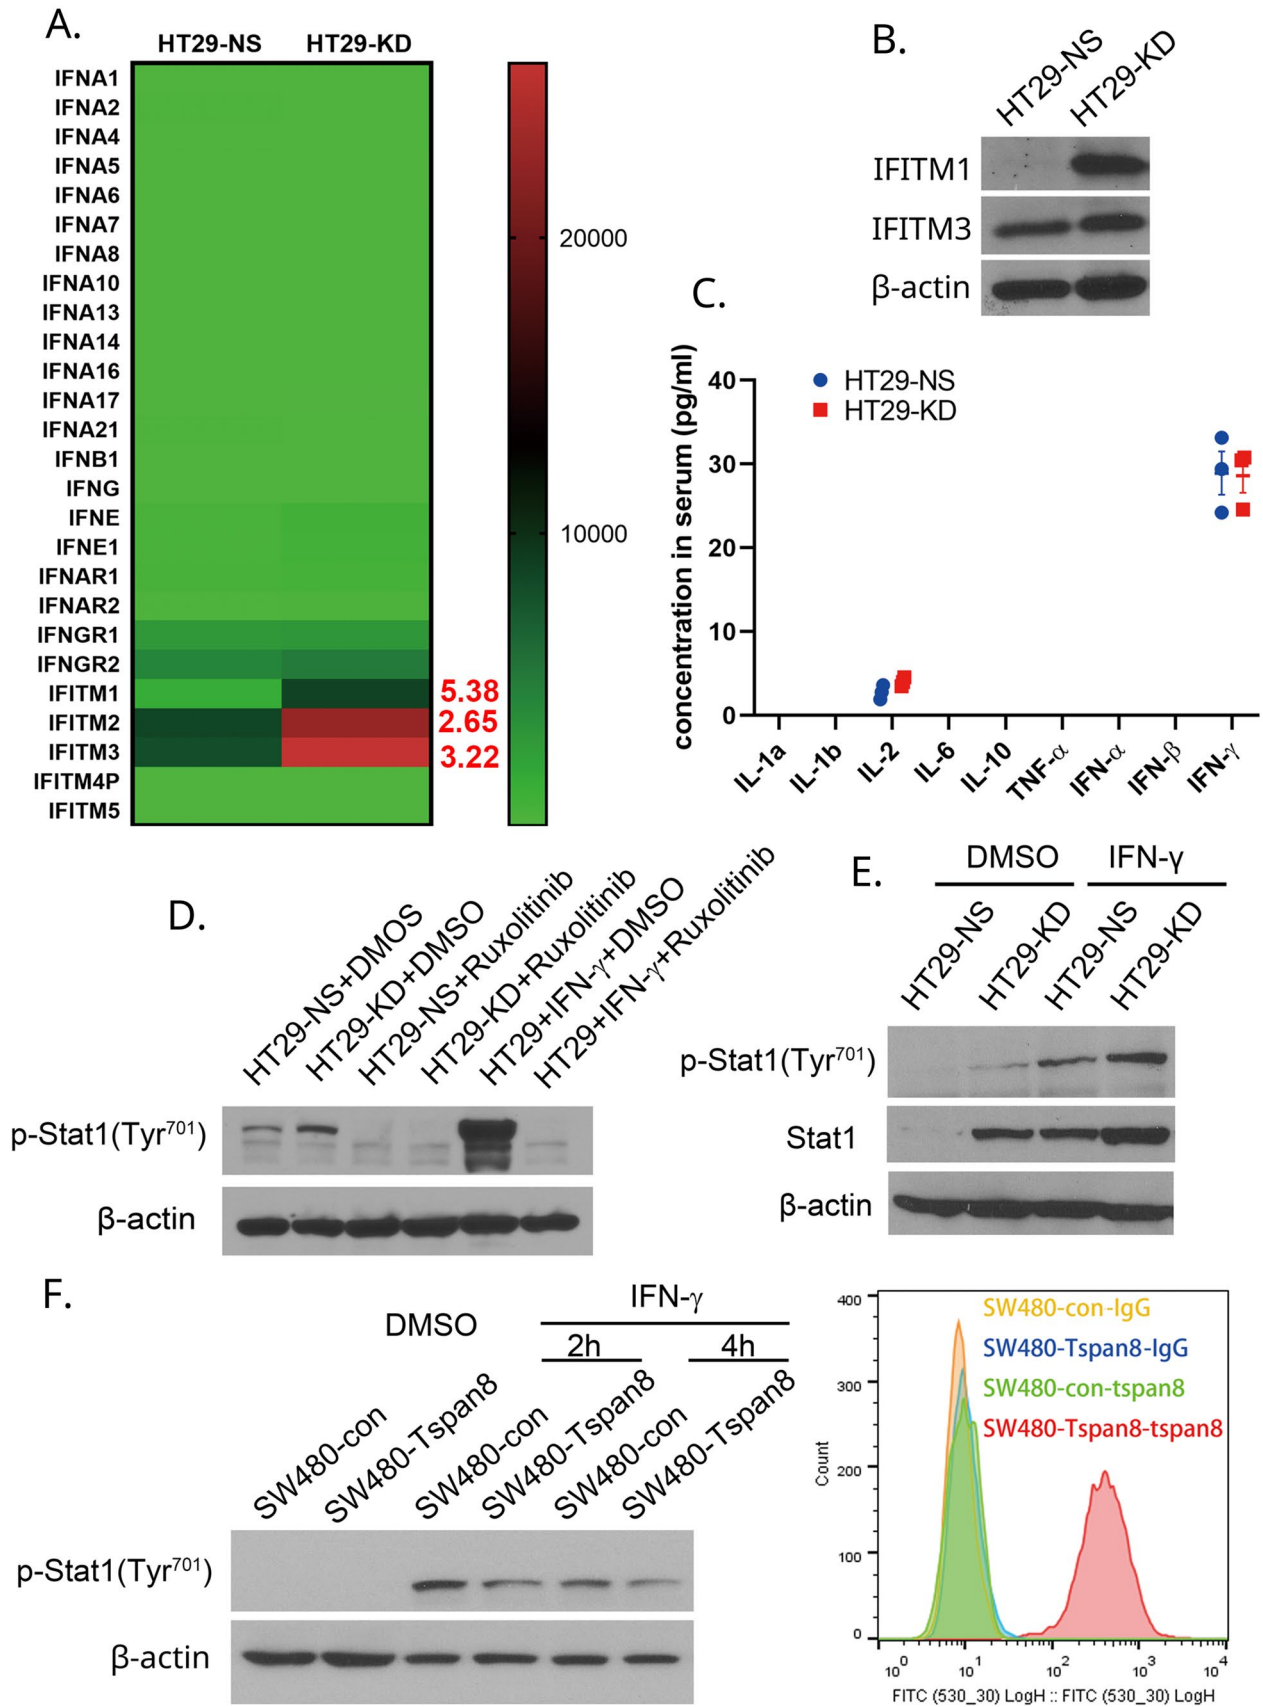 A.
HT29-NS HT29-KD
IFNA1
IFNA2
IFNA4
IFNA5
IFNA6
IFNA7
IFNA8
IFNA10
IFNA13
IFNA14
IFNA16
IFNA17
IFNA21
IFNB1
IFNG
IFNE
IFNE1
IFNAR1
IFNAR2
IFNGR1
IFNGR2
IFITM1 5.38
IFITM2 2.65
IFITM3 3.22
IFITM4P
IFITM5
20000
10000
B.
HT29-NS
HT29-KD
IFITM1
IFITM3
β-actin
C.
concentration in serum (pg/ml)
40
30
20
10
0
HT29-NS
HT29-KD
IL-1a
IL-1b
IL-2
IL-6
IL-10
TNF-α
IFN-α
IFN-β
IFN-γ
D.
HT29-NS+DMOS
HT29-KD+DMSO
HT29-NS+Ruxolitinib
HT29-KD+Ruxolitinib
HT29+IFN-γ+DMSO
HT29+IFN-γ+Ruxolitinib
p-Stat1(Tyr701)
β-actin
E.
DMSO IFN-γ
HT29-NS
HT29-KD
HT29-NS
HT29-KD
p-Stat1(Tyr701)
Stat1
β-actin
F.
IFN-γ
DMSO
2h 4h
SW480-con
SW480-Tspan8
SW480-con
SW480-Tspan8
SW480-con
SW480-Tspan8
p-Stat1(Tyr701)
β-actin
SW480-con-IgG
SW480-Tspan8-IgG
SW480-con-tspan8
SW480-Tspan8-tspan8
Count
400
300
200
100
0
100 101 102 103 104
FITC (530_30) LogH :: FITC (530_30) LogH